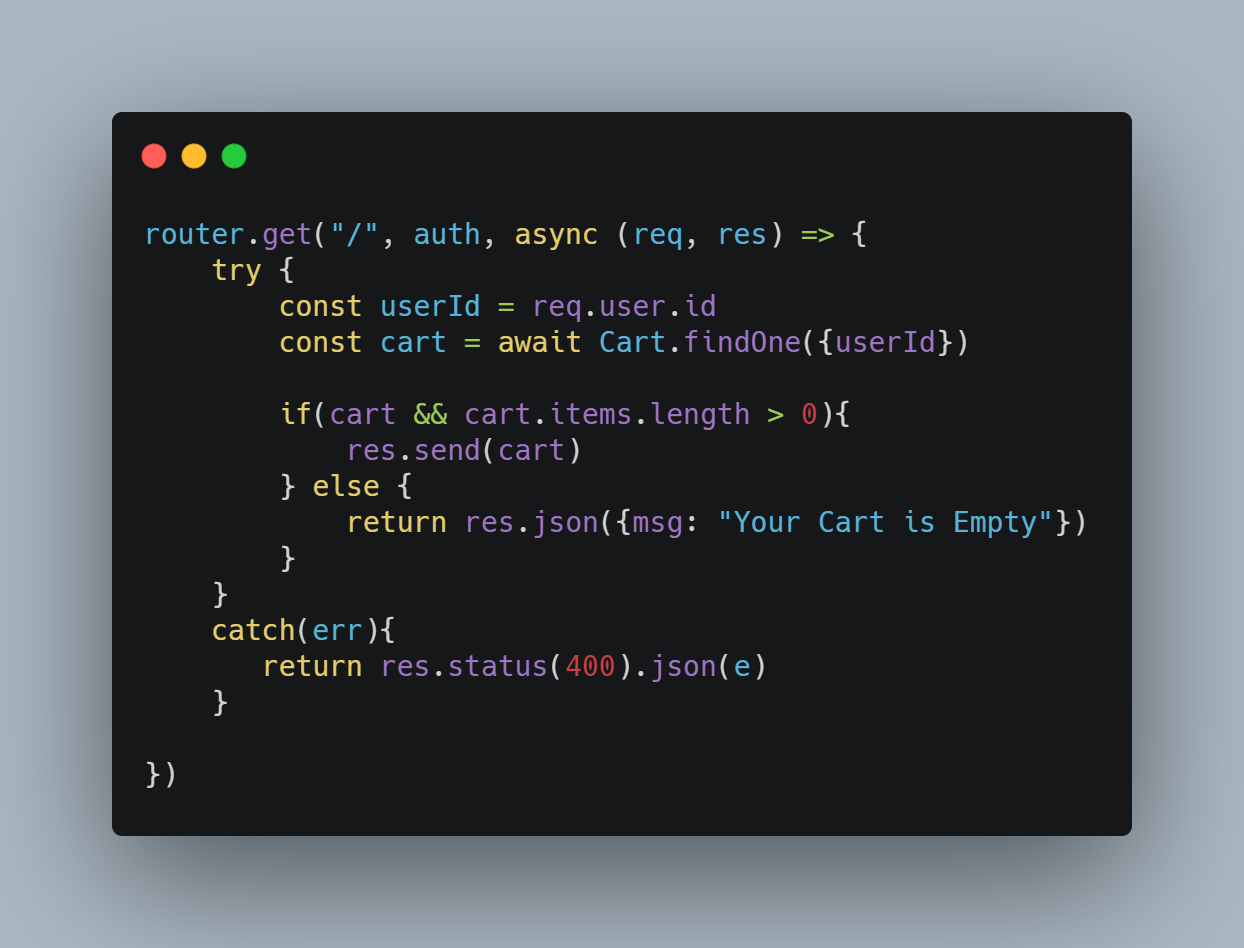 router.get("/", auth, async (req, res) => {
    try {
        const userId = req.user.id
        const cart = await Cart.findOne({userId})

        if(cart && cart.items.length > 0){
            res.send(cart)
        } else {
            return res.json({msg: "Your Cart is Empty"})
        }
    }
    catch(err){
       return res.status(400).json(e)
    }

})